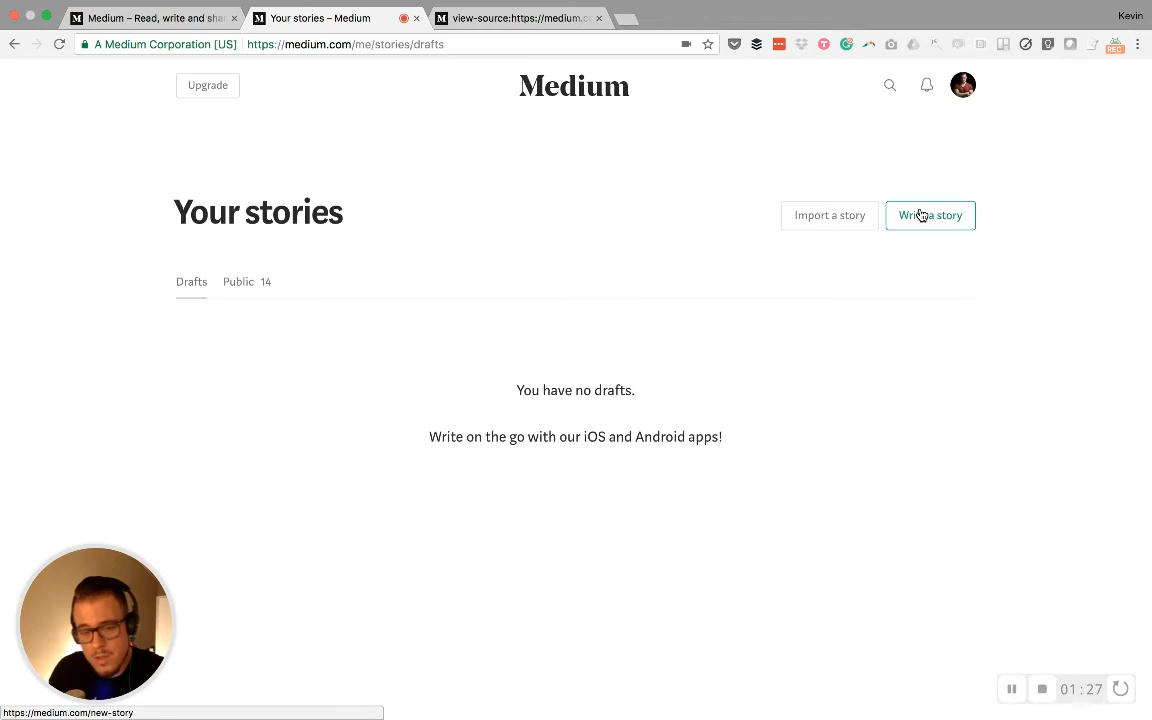 Kevin
Medium – Read, write and shar
Your stories – Medium
view-source:https://medium.c
A Medium Corporation [US]
https://medium.com/me/stories/drafts
REC
Upgrade
Medium
Your stories
Import a story
Write a story
Drafts
Public 14
You have no drafts.
Write on the go with our iOS and Android apps!
01:27
https://medium.com/new-story